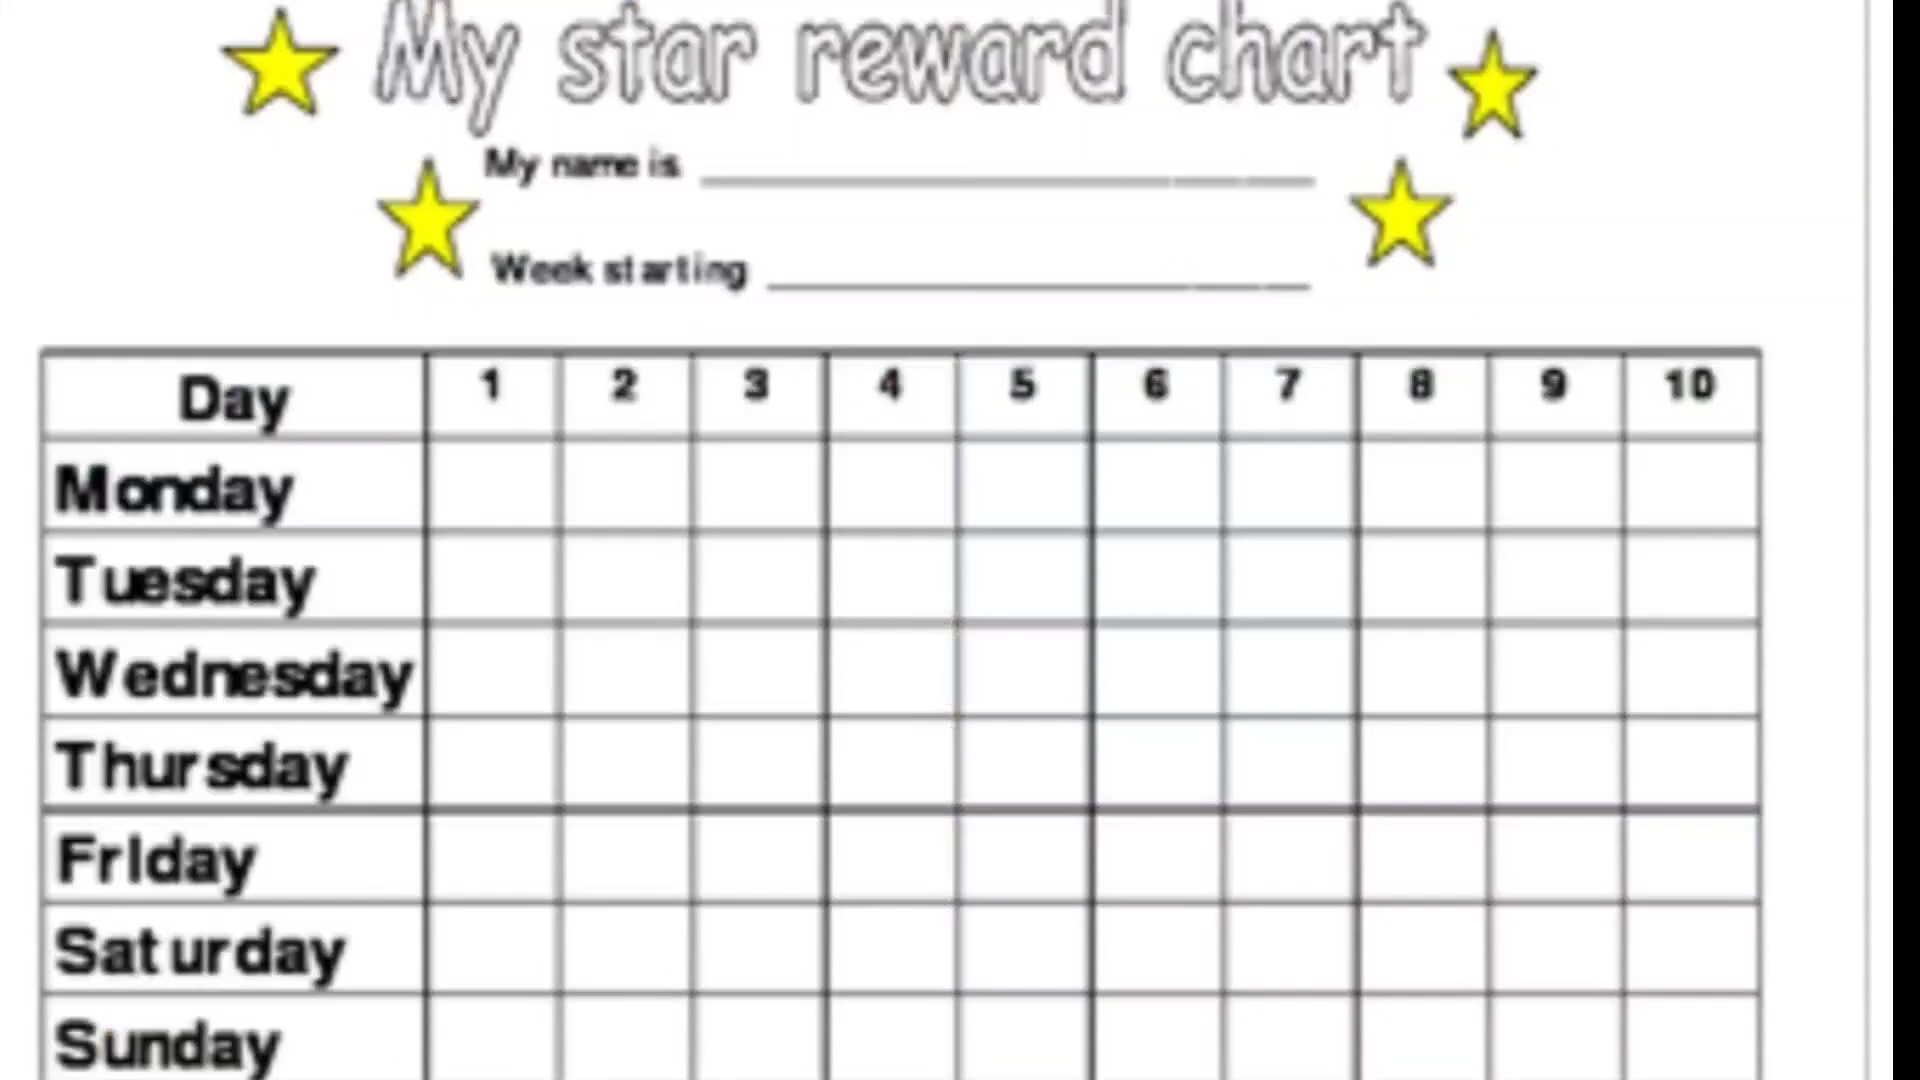 My star reward chart
My name is
Week starting
Day 1 2 3 4 5 6 7 8 9 10
Monday
Tuesday
Wednesday
Thursday
Friday
Saturday
Sunday